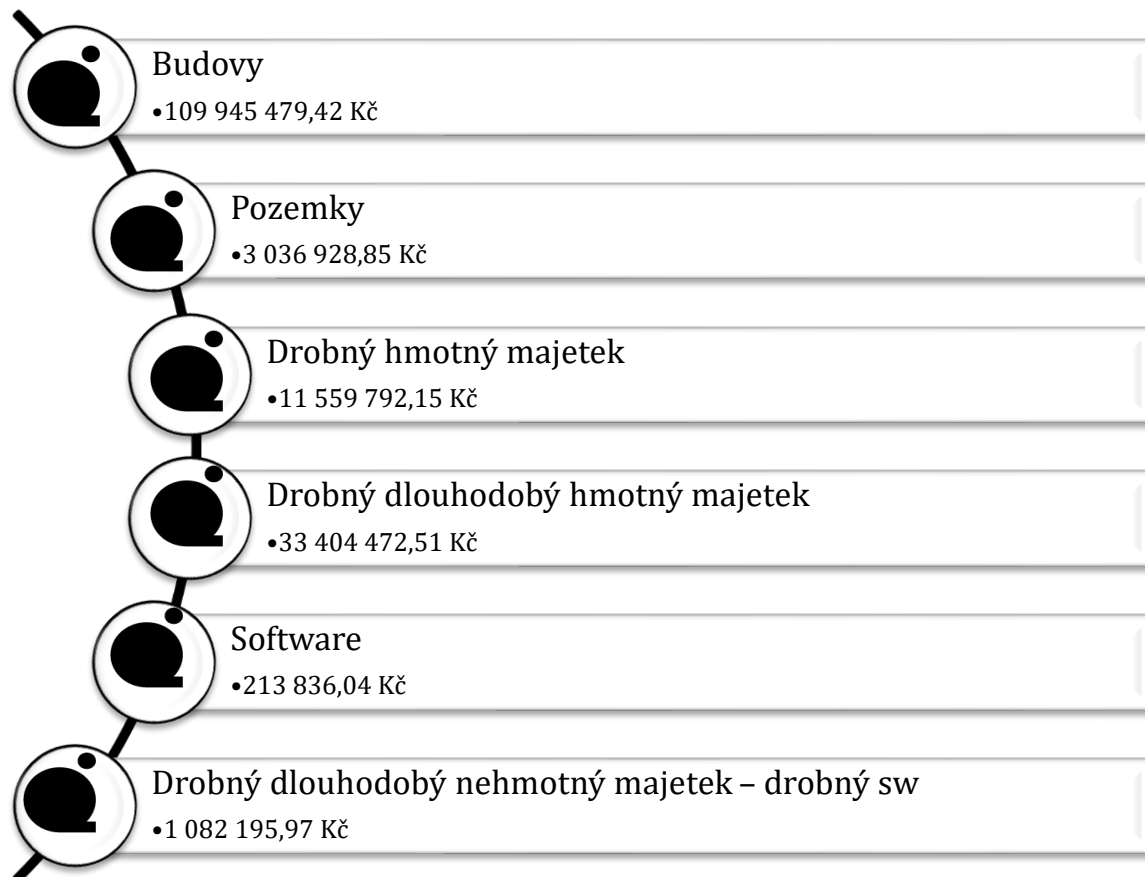 Budovy
•109 945 479,42 Kč
Pozemky
•3 036 928,85 Kč
Drobný hmotný majetek
•11 559 792,15 Kč
Drobný dlouhodobý hmotný majetek
•33 404 472,51 Kč
Software
•213 836,04 Kč
Drobný dlouhodobý nehmotný majetek – drobný sw
•1 082 195,97 Kč